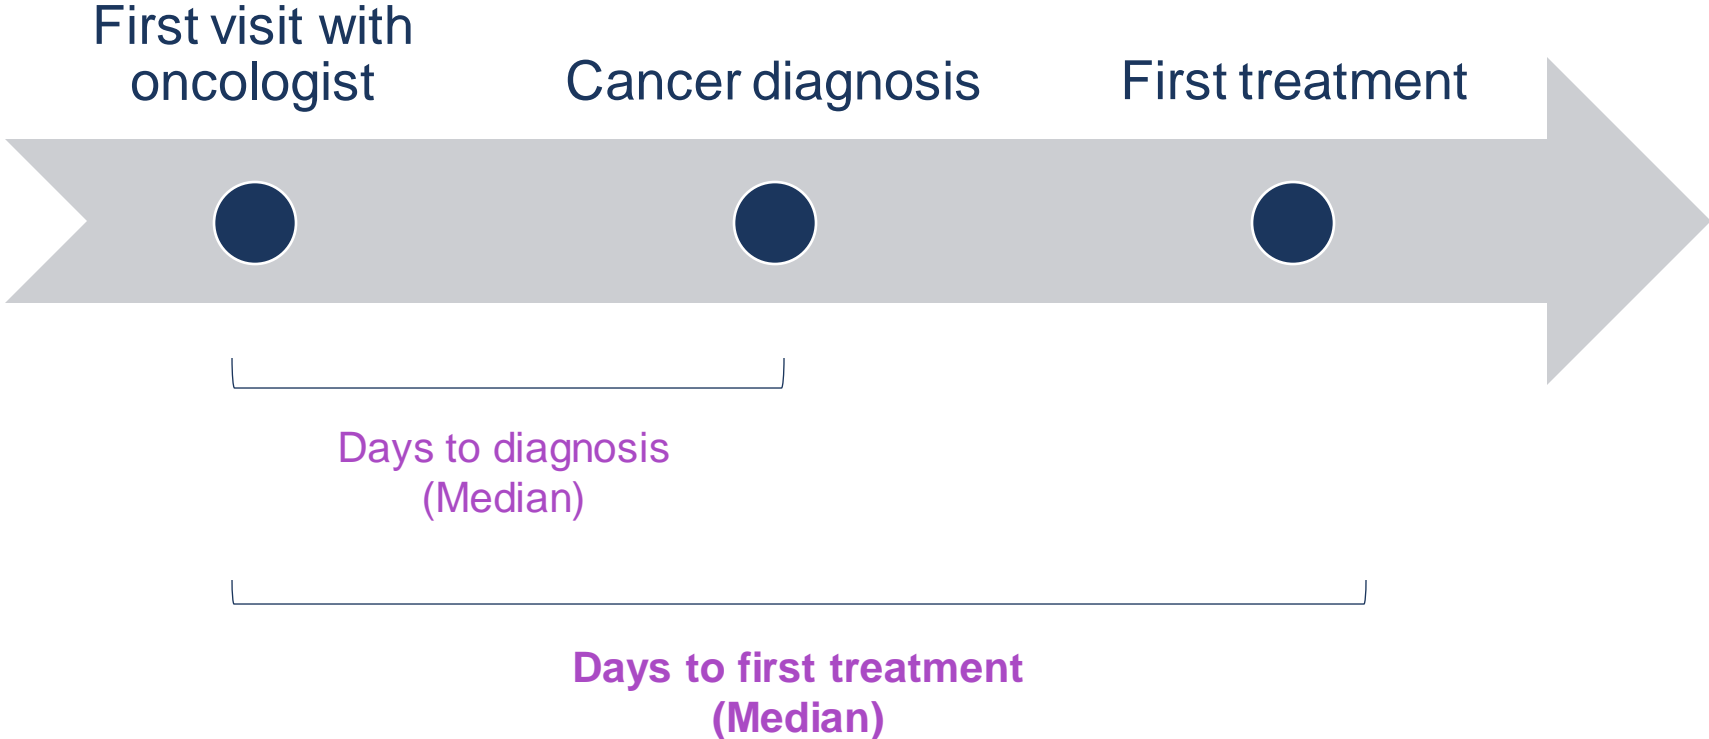 First visit with
oncologist
Cancer diagnosis
First treatment
Days to diagnosis
(Median)
Days to first treatment
(Median)